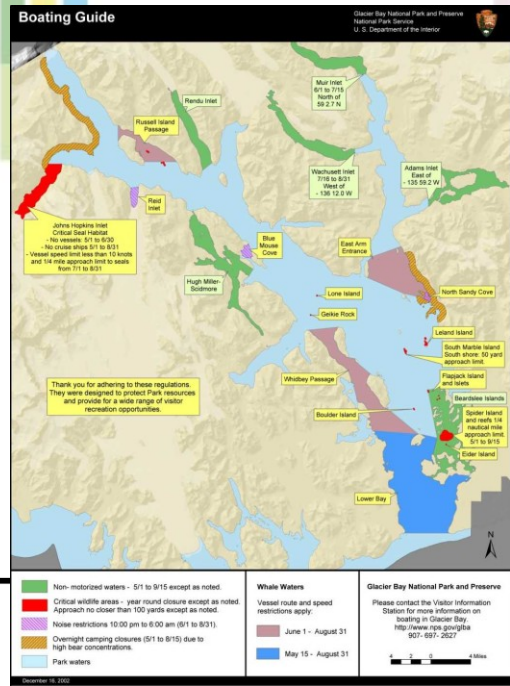 Boating Guide
Glacier Bay National Park and Preserve
National Park Service
U. S. Department of the Interior
Muir Inlet
6/1 to 7/15
North of
59 2.7 N
Rendu Inlet
Russell Island
Passage
Wachusett Inlet
7/16 to 8/31
West of
- 136 12.0 W
Adams Inlet
East of
- 135 59.2 W
Reid
Inlet
Johns Hopkins Inlet
Critical Seal Habitat
- No vessels: 5/1 to 6/30
- No cruise ships 5/1 to 8/31
- Vessel speed limit less than 10 knots
and 1/4 mile approach limit to seals
from 7/1 to 8/31
Blue
Mouse
Cove
East Arm
Entrance
Hugh Miller-
Scidmore
Lone Island
North Sandy Cove
Geikie Rock
Leland Island
South Marble Island
South shore: 50 yard
approach limit.
Flapjack Island
and Islets
Whidbey Passage
Thank you for adhering to these regulations.
They were designed to protect Park resources
and provide for a wide range of visitor
recreation opportunities.
Beardslee Islands
Boulder Island
Spider Island
and reefs 1/4
nautical mile
approach limit.
5/1 to 9/15
Eider Island
Lower Bay
N
Non- motorized waters - 5/1 to 9/15 except as noted.
Critical wildlife areas - year round closure except as noted.
Approach no closer than 100 yards except as noted.
Noise restrictions 10:00 pm to 6:00 am (6/1 to 8/31).
Overnight camping closures (5/1 to 8/15) due to
high bear concentrations.
Park waters
Whale Waters
Vessel route and speed
restrictions apply:
June 1 - August 31
May 15 - August 31
Glacier Bay National Park and Preserve
Please contact the Visitor Information
Station for more information on
boating in Glacier Bay.
http://www.nps.gov/glba
907- 697- 2627
4 2 0 4 Miles
December 16, 2002